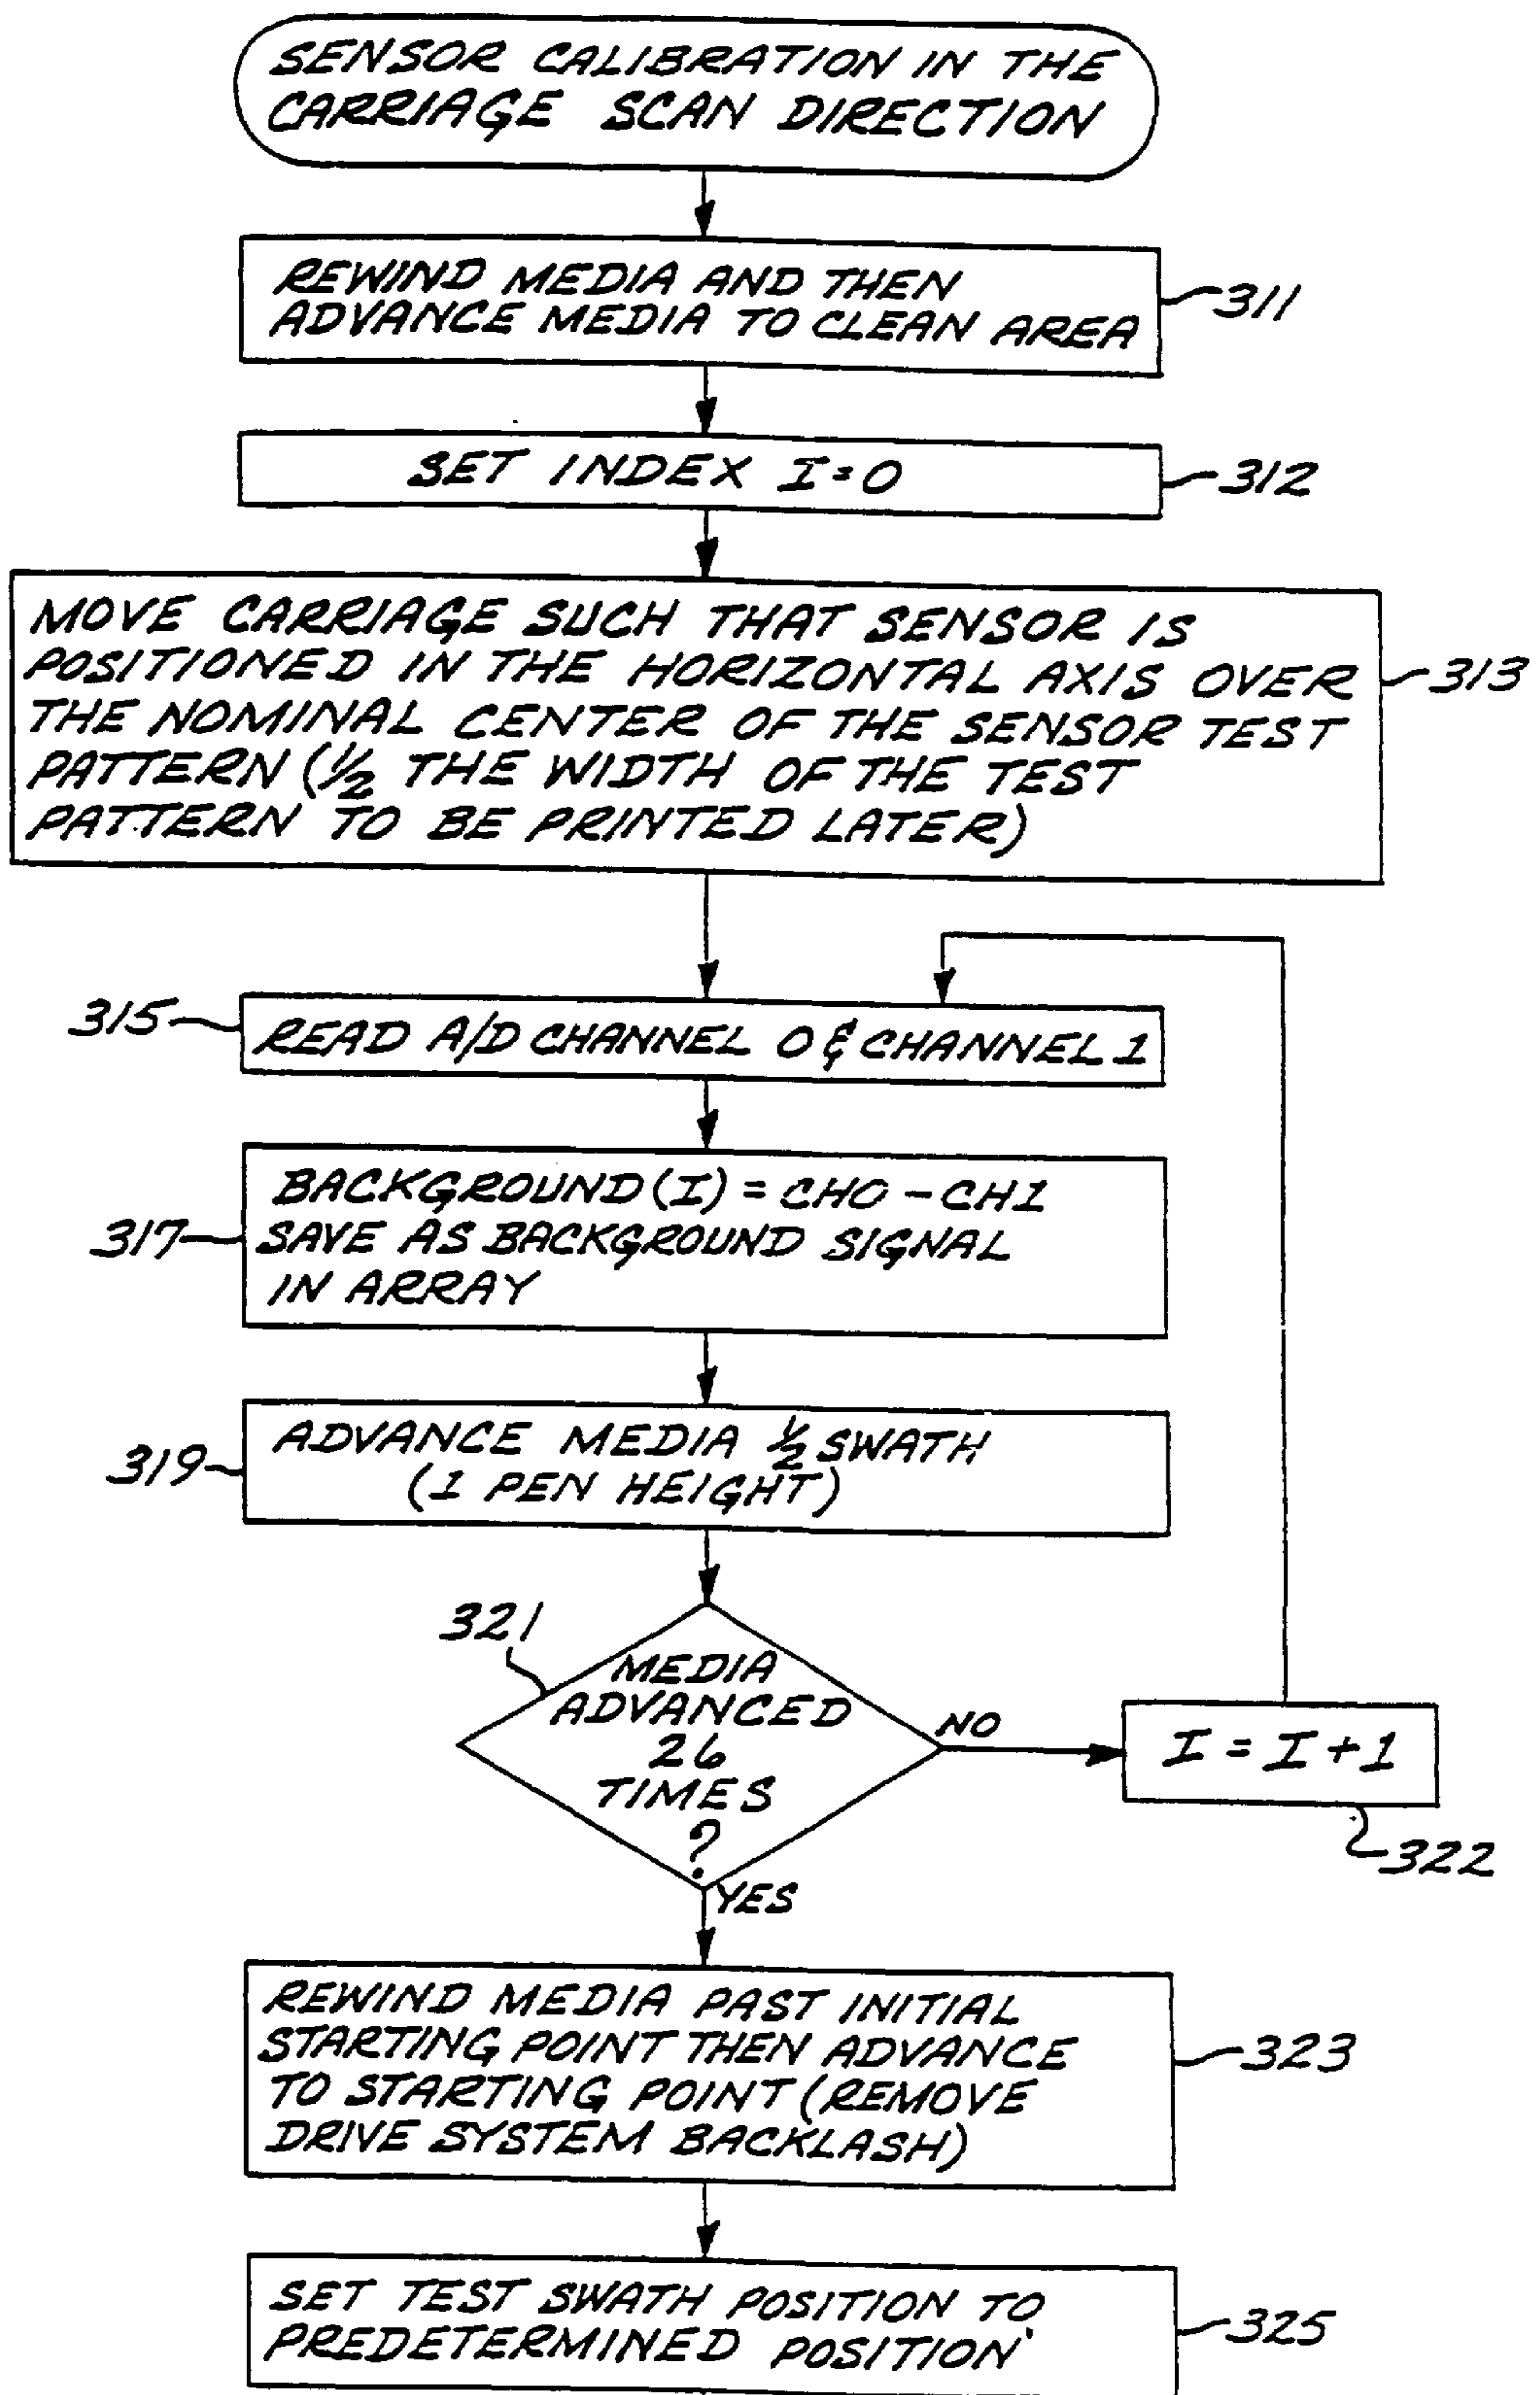 SENSOR CALIBRATION IN THE
CARRIAGE SCAN DIRECTION
REWIND MEDIA AND THEN
ADVANCE MEDIA TO CLEAN AREA
311
SET INDEX I=0
312
MOVE CARRIAGE SUCH THAT SENSOR IS
POSITIONED IN THE HORIZONTAL AXIS OVER
THE NOMINAL CENTER OF THE SENSOR TEST
PATTERN (1/2 THE WIDTH OF THE TEST
PATTERN TO BE PRINTED LATER)
313
315
READ A/D CHANNEL 0 & CHANNEL 1
317
BACKGROUND (I) = CH0 - CH1
SAVE AS BACKGROUND SIGNAL
IN ARRAY
319
ADVANCE MEDIA 1/2 SWATH
(1 PEN HEIGHT)
321
MEDIA
ADVANCED
26
TIMES
?
NO
I = I + 1
322
YES
REWIND MEDIA PAST INITIAL
STARTING POINT THEN ADVANCE
TO STARTING POINT (REMOVE
DRIVE SYSTEM BACKLASH)
323
SET TEST SWATH POSITION TO
PREDETERMINED POSITION
325